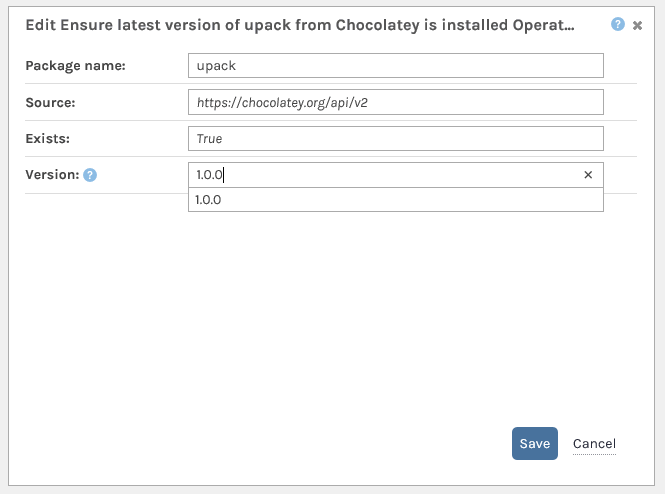 Edit Ensure latest version of upack from Chocolatey is installed Operat...
Package name: upack
Source: https://chocolatey.org/api/v2
Exists: True
Version: ? 1.0.0
1.0.0
Save Cancel